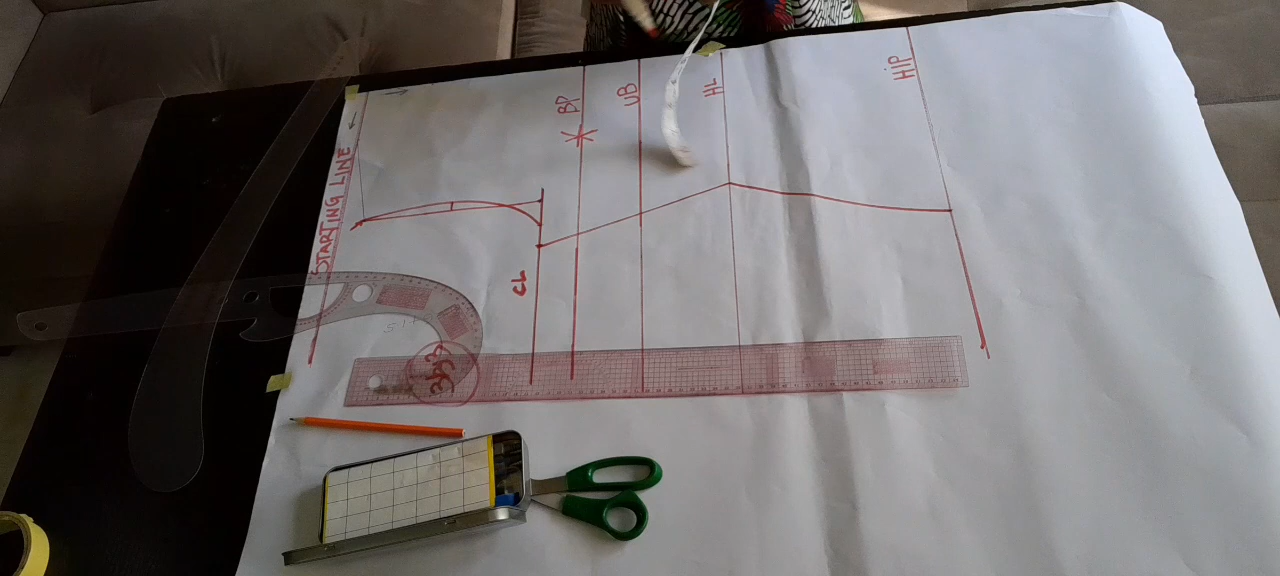 STARTING LINE
CL
BP
UB
HL
HIP